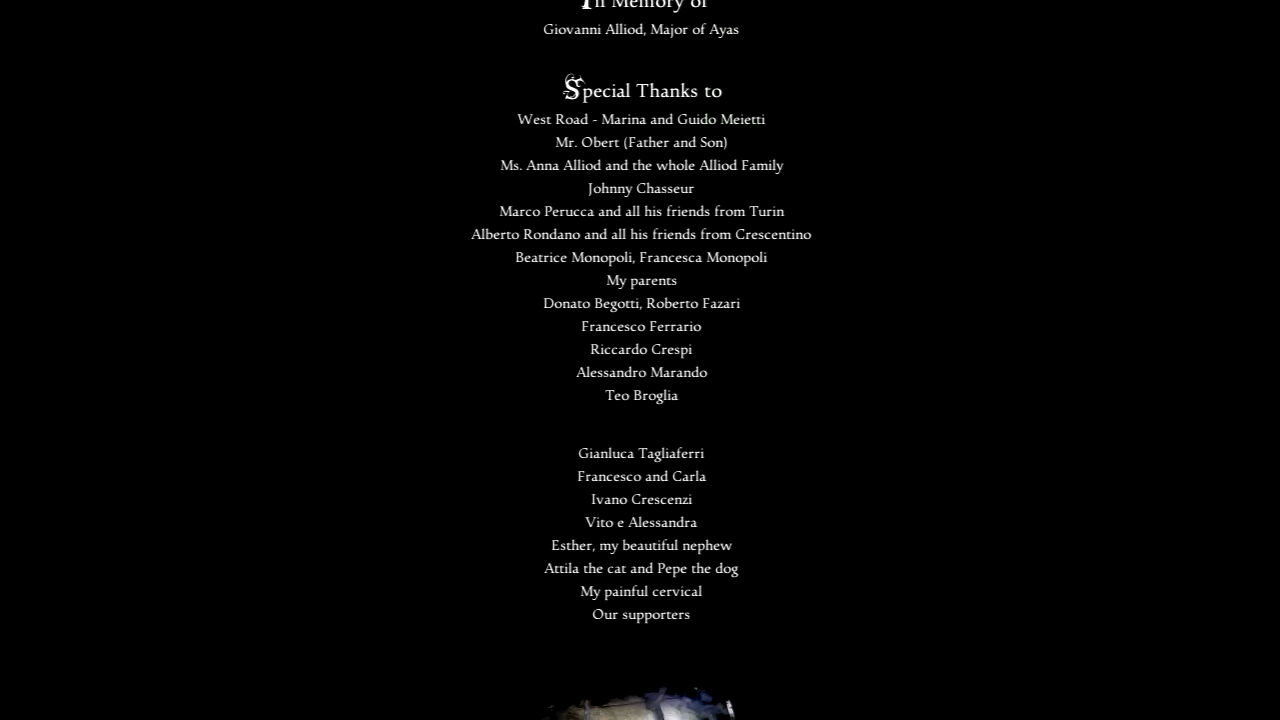 In Memory of
Giovanni Alliod, Major of Ayas
Special Thanks to
West Road - Marina and Guido Meietti
Mr. Obert (Father and Son)
Ms. Anna Alliod and the whole Alliod Family
Johnny Chasseur
Marco Perucca and all his friends from Turin
Alberto Rondano and all his friends from Crescentino
Beatrice Monopoli, Francesca Monopoli
My parents
Donato Begotti, Roberto Fazari
Francesco Ferrario
Riccardo Crespi
Alessandro Marando
Teo Broglia
Gianluca Tagliaferri
Francesco and Carla
Ivano Crescenzi
Vito e Alessandra
Esther, my beautiful nephew
Attila the cat and Pepe the dog
My painful cervical
Our supporters